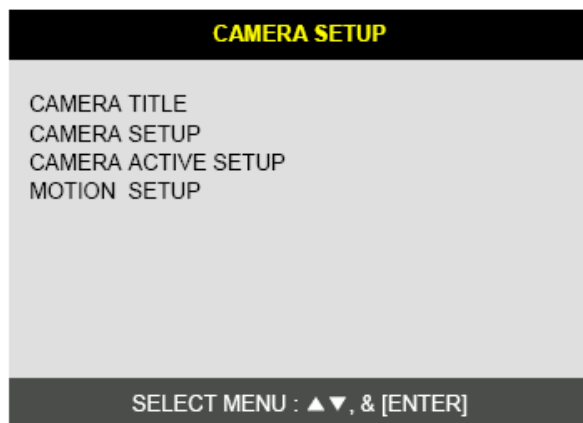 CAMERA SETUP
CAMERA TITLE
CAMERA SETUP
CAMERA ACTIVE SETUP
MOTION SETUP
SELECT MENU : ▲▼, & [ENTER]